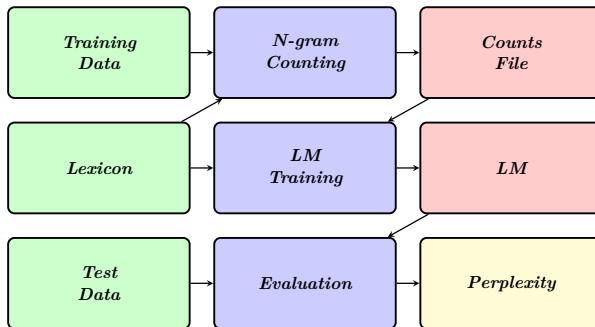 Training
Data
N-gram
Counting
Counts
File
Lexicon
LM
Training
LM
Test
Data
Evaluation
Perplexity